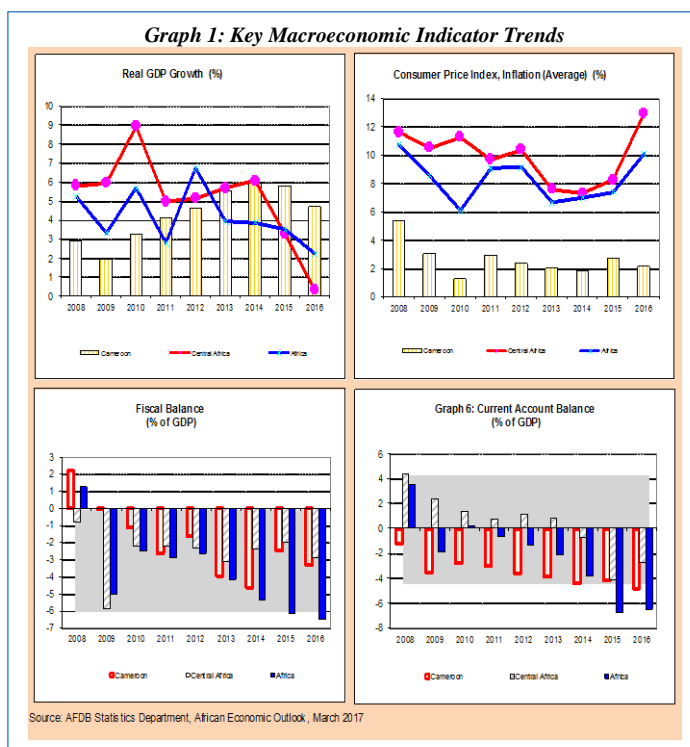 Graph 1: Key Macroeconomic Indicator Trends
Real GDP Growth (%)
10
9
8
7
6
5
4
3
2
1
0
2008 2009 2010 2011 2012 2013 2014 2015 2016
Cameroon Central Africa Africa
Consumer Price Index, Inflation (Average) (%)
14
12
10
8
6
4
2
0
2008 2009 2010 2011 2012 2013 2014 2015 2016
Cameroon Central Africa Africa
Fiscal Balance
(% of GDP)
3
2
1
0
-1
-2
-3
-4
-5
-6
-7
2008 2009 2010 2011 2012 2013 2014 2015 2016
Cameroon Central Africa Africa
Graph 6: Current Account Balance
(% of GDP)
6
4
2
0
-2
-4
-6
-8
2008 2009 2010 2011 2012 2013 2014 2015 2016
Cameroon Central Africa Africa
Source: AFDB Statistics Department, African Economic Outlook, March 2017